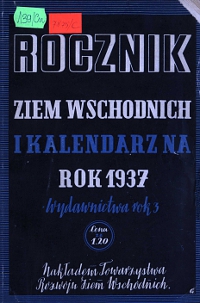 ROCZNIK
ZIEM WSCHODNICH
I KALENDARZ NA
ROK 1937
Wydawnictwa rok 3
Cena
1.20
Nakładem Towarzystwa
Rozwoju Ziem Wschodnich.